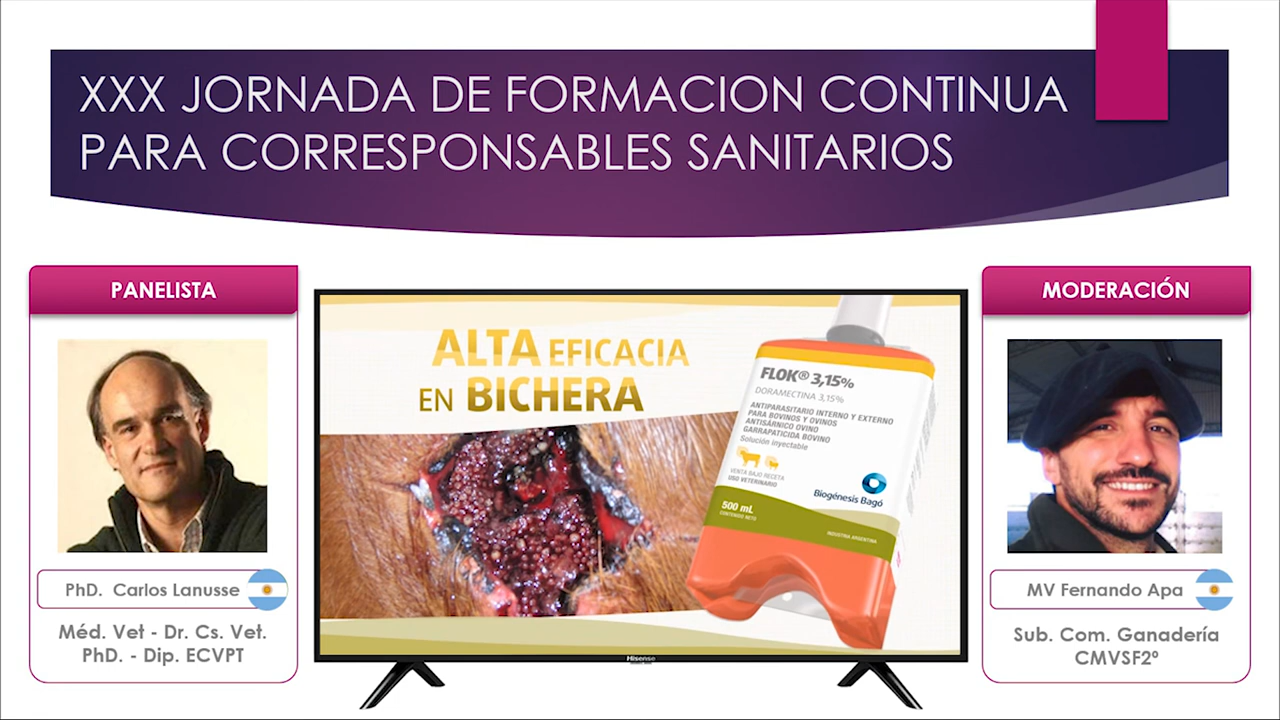 XXX JORNADA DE FORMACION CONTINUA
PARA CORRESPONSABLES SANITARIOS
PANELISTA
PhD. Carlos Lanusse
Méd. Vet - Dr. Cs. Vet.
PhD. - Dip. ECVPT
ALTA EFICACIA
EN BICHERA
FLOK® 3,15%
DORAMECTINA 3,15%
ANTIPARASITARIO INTERNO Y EXTERNO
PARA BOVINOS Y OVINOS
ANTISÁRNICO OVINO
GARRAPATICIDA BOVINO
Solución inyectable
VENTA BAJO RECETA
USO VETERINARIO
Biogénesis Bagó
500 mL
CONTENIDO NETO
INDUSTRIA ARGENTINA
Hisense
MODERACIÓN
MV Fernando Apa
Sub. Com. Ganadería
CMVSF2º